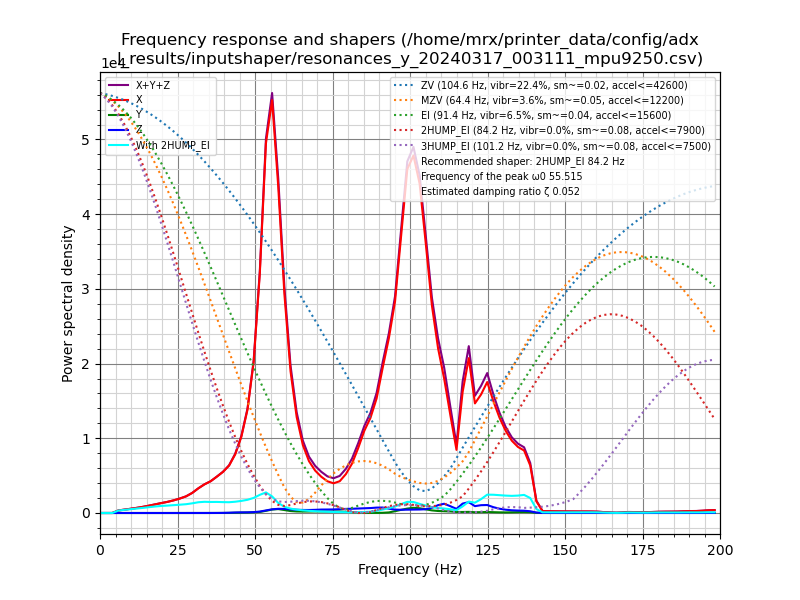 Frequency response and shapers (/home/mrx/printer_data/config/adx
l_results/inputshaper/resonances_y_20240317_003111_mpu9250.csv)
1e4
X+Y+Z
X
Y
Z
With 2HUMP_EI
ZV (104.6 Hz, vibr=22.4%, sm~=0.02, accel<=42600)
MZV (64.4 Hz, vibr=3.6%, sm~=0.05, accel<=12200)
EI (91.4 Hz, vibr=6.5%, sm~=0.04, accel<=15600)
2HUMP_EI (84.2 Hz, vibr=0.0%, sm~=0.08, accel<=7900)
3HUMP_EI (101.2 Hz, vibr=0.0%, sm~=0.08, accel<=7500)
Recommended shaper: 2HUMP_EI 84.2 Hz
Frequency of the peak ω0 55.515
Estimated damping ratio ζ 0.052
Power spectral density
5
4
3
2
1
0
0 25 50 75 100 125 150 175 200
Frequency (Hz)